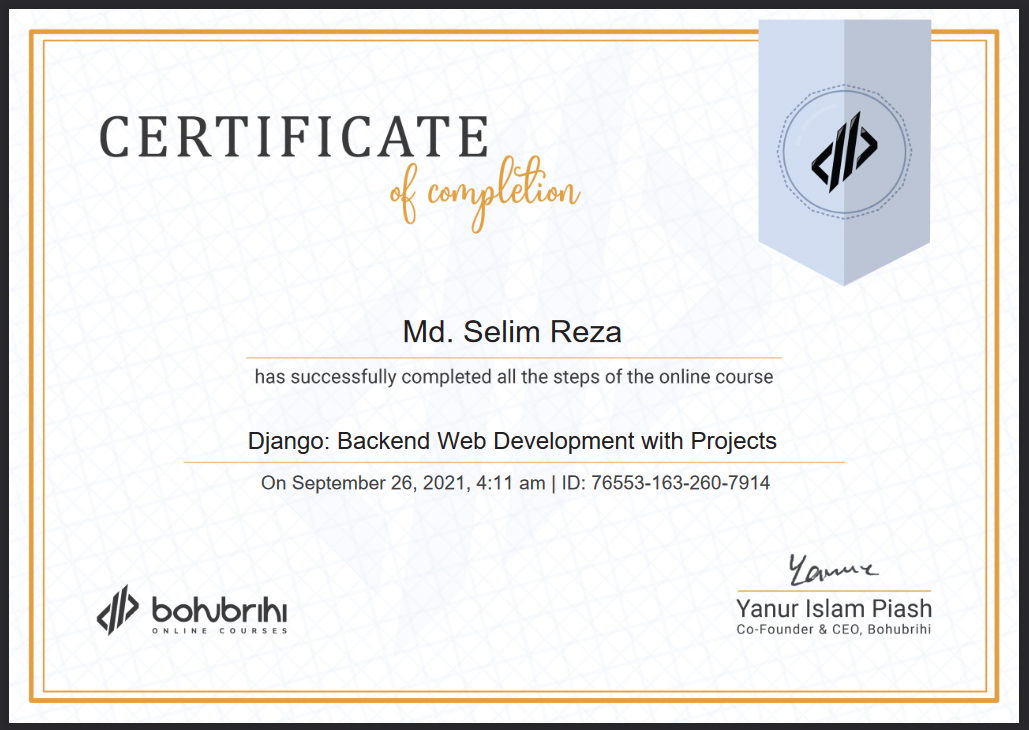 CERTIFICATE
of completion
Md. Selim Reza
has successfully completed all the steps of the online course
Django: Backend Web Development with Projects
On September 26, 2021, 4:11 am | ID: 76553-163-260-7914
bohubrihi
ONLINE COURSES
Yanur
Yanur Islam Piash
Co-Founder & CEO, Bohubrihi